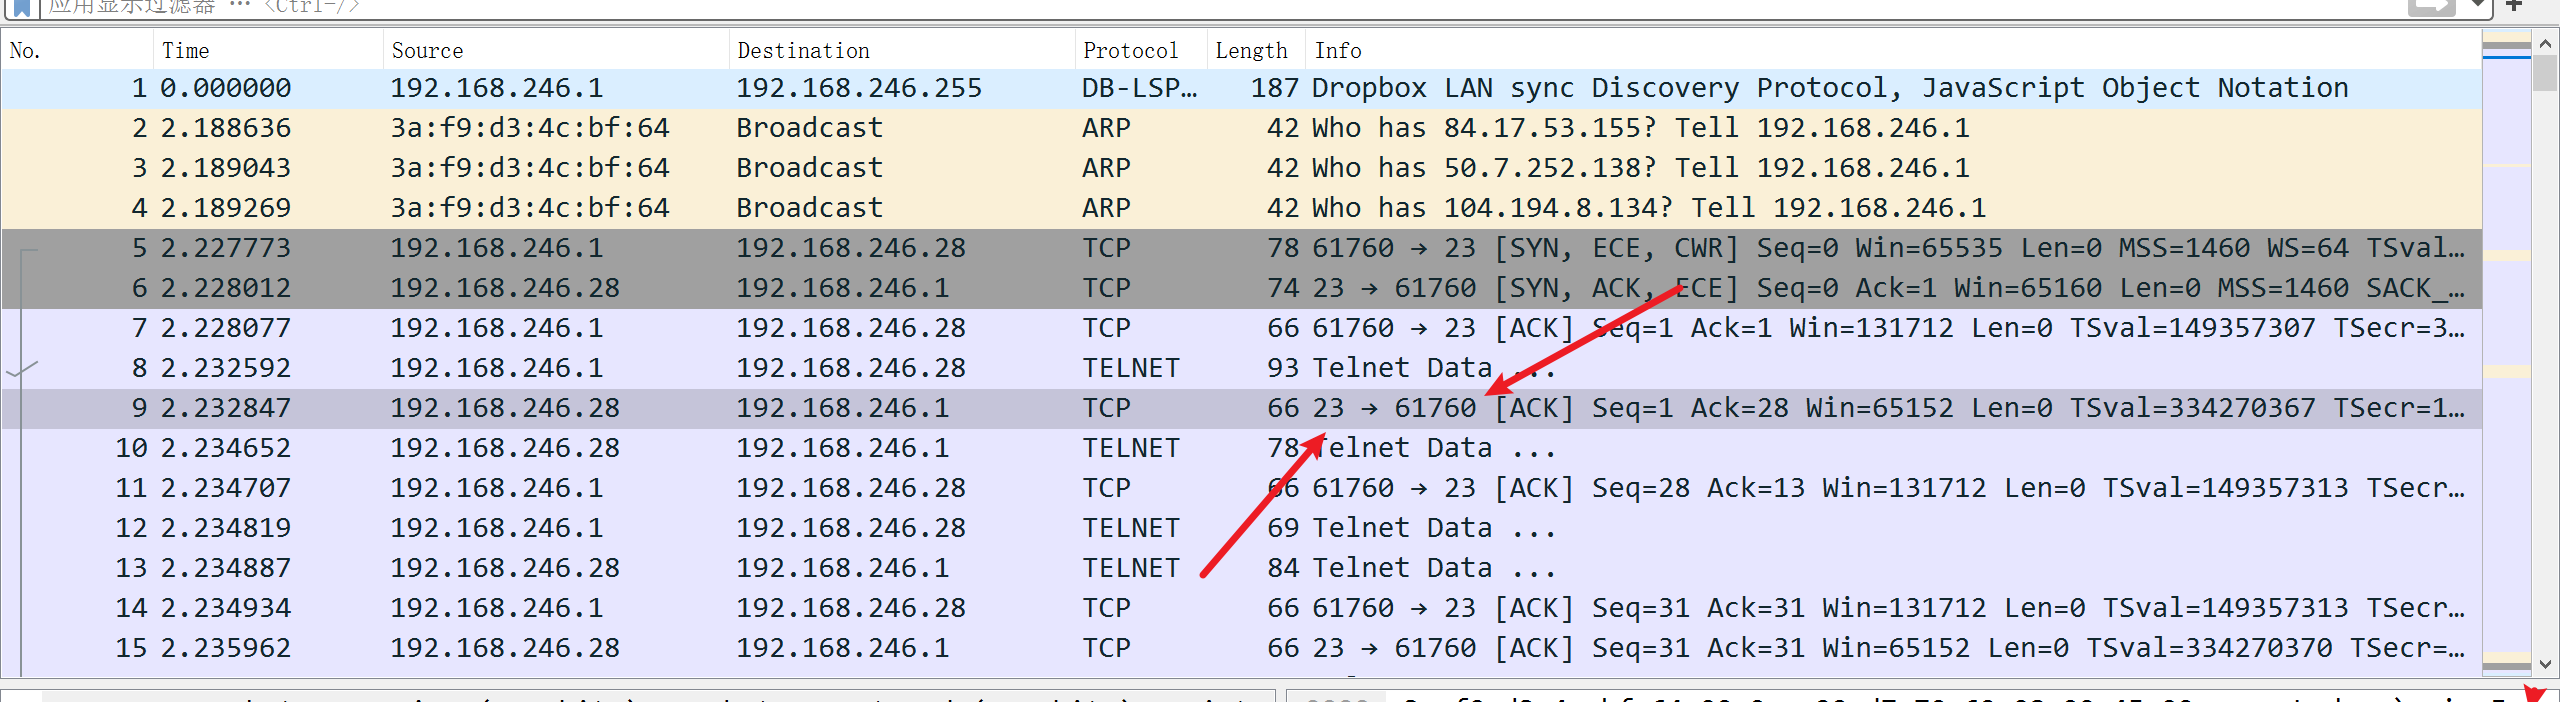 应用显示过滤器 … <Ctrl-/>
No. Time Source Destination Protocol Length Info
1 0.000000 192.168.246.1 192.168.246.255 DB-LSP… 187 Dropbox LAN sync Discovery Protocol, JavaScript Object Notation
2 2.188636 3a:f9:d3:4c:bf:64 Broadcast ARP 42 Who has 84.17.53.155? Tell 192.168.246.1
3 2.189043 3a:f9:d3:4c:bf:64 Broadcast ARP 42 Who has 50.7.252.138? Tell 192.168.246.1
4 2.189269 3a:f9:d3:4c:bf:64 Broadcast ARP 42 Who has 104.194.8.134? Tell 192.168.246.1
5 2.227773 192.168.246.1 192.168.246.28 TCP 78 61760 → 23 [SYN, ECE, CWR] Seq=0 Win=65535 Len=0 MSS=1460 WS=64 TSval…
6 2.228012 192.168.246.28 192.168.246.1 TCP 74 23 → 61760 [SYN, ACK, ECE] Seq=0 Ack=1 Win=65160 Len=0 MSS=1460 SACK_…
7 2.228077 192.168.246.1 192.168.246.28 TCP 66 61760 → 23 [ACK] Seq=1 Ack=1 Win=131712 Len=0 TSval=149357307 TSecr=3…
8 2.232592 192.168.246.1 192.168.246.28 TELNET 93 Telnet Data ...
9 2.232847 192.168.246.28 192.168.246.1 TCP 66 23 → 61760 [ACK] Seq=1 Ack=28 Win=65152 Len=0 TSval=334270367 TSecr=1…
10 2.234652 192.168.246.28 192.168.246.1 TELNET 78 Telnet Data ...
11 2.234707 192.168.246.1 192.168.246.28 TCP 66 61760 → 23 [ACK] Seq=28 Ack=13 Win=131712 Len=0 TSval=149357313 TSecr…
12 2.234819 192.168.246.1 192.168.246.28 TELNET 69 Telnet Data ...
13 2.234887 192.168.246.28 192.168.246.1 TELNET 84 Telnet Data ...
14 2.234934 192.168.246.1 192.168.246.28 TCP 66 61760 → 23 [ACK] Seq=31 Ack=31 Win=131712 Len=0 TSval=149357313 TSecr…
15 2.235962 192.168.246.28 192.168.246.1 TCP 66 23 → 61760 [ACK] Seq=31 Ack=31 Win=65152 Len=0 TSval=334270370 TSecr=…